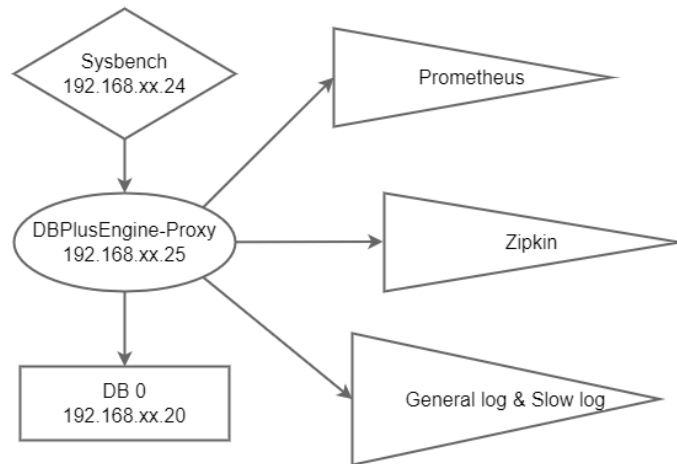 Sysbench
192.168.xx.24
Prometheus
DBPlusEngine-Proxy
192.168.xx.25
Zipkin
DB 0
192.168.xx.20
General log & Slow log